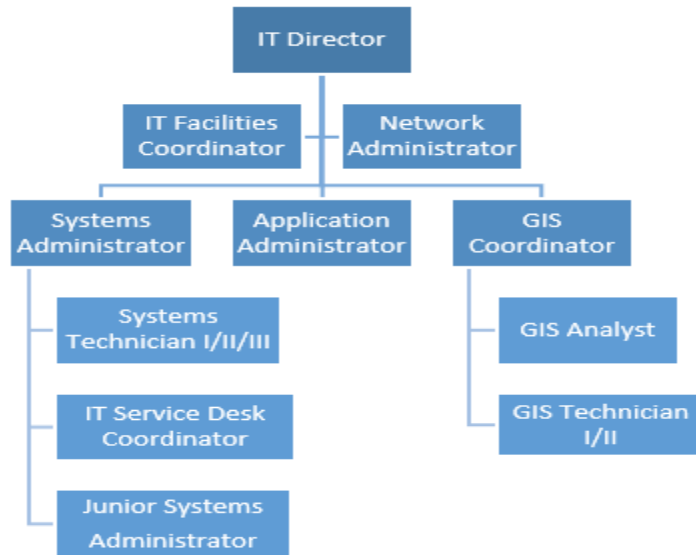 IT Director
IT Facilities
Coordinator
Network
Administrator
Systems
Administrator
Application
Administrator
GIS
Coordinator
Systems
Technician I/II/III
GIS Analyst
IT Service Desk
Coordinator
GIS Technician
I/II
Junior Systems
Administrator